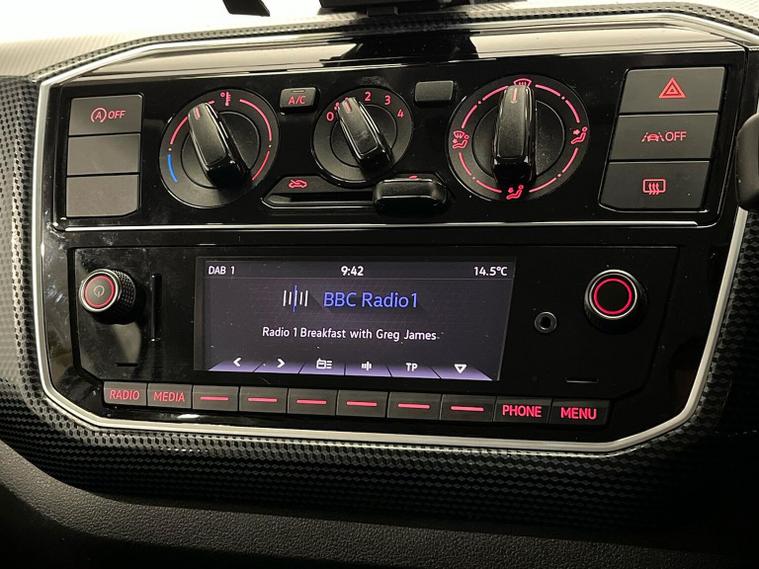 A OFF
A/C
0 1 2 3 4
OFF
DAB 1 9:42 14.5°C
BBC Radio1
Radio 1 Breakfast with Greg James
TP
RADIO MEDIA PHONE MENU